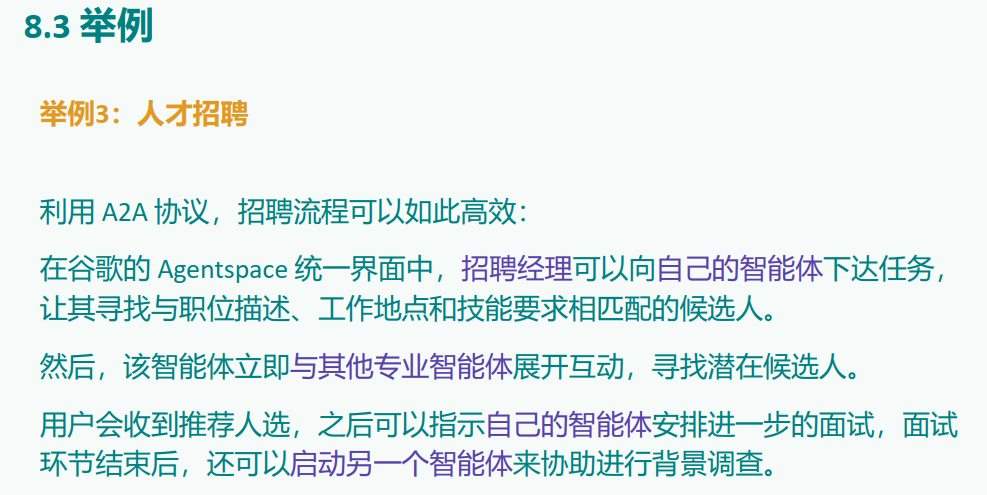 8.3 举例
举例3：人才招聘
利用 A2A 协议，招聘流程可以如此高效：
在谷歌的 Agentspace 统一界面中，招聘经理可以向自己的智能体下达任务，
让其寻找与职位描述、工作地点和技能要求相匹配的候选人。
然后，该智能体立即与其他专业智能体展开互动，寻找潜在候选人。
用户会收到推荐人选，之后可以指示自己的智能体安排进一步的面试，面试
环节结束后，还可以启动另一个智能体来协助进行背景调查。